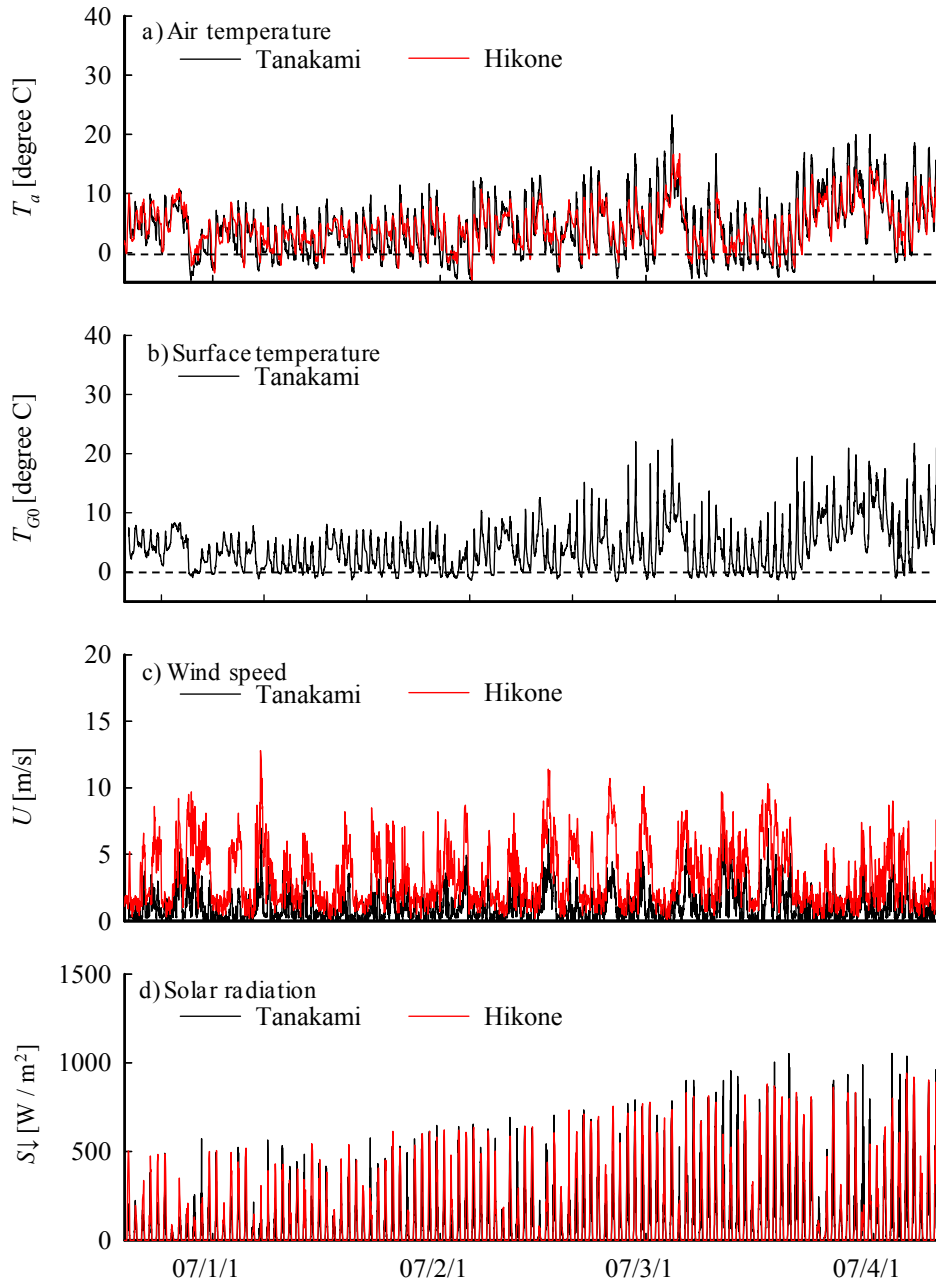 a) Air temperature
Tanakami Hikone
40
30
20
10
0
Ta [degree C]
b) Surface temperature
Tanakami
40
30
20
10
0
TG0 [degree C]
c) Wind speed
Tanakami Hikone
20
15
10
5
0
U [m/s]
d) Solar radiation
Tanakami Hikone
1500
1000
500
0
S↓ [W / m²]
07/1/1 07/2/1 07/3/1 07/4/1